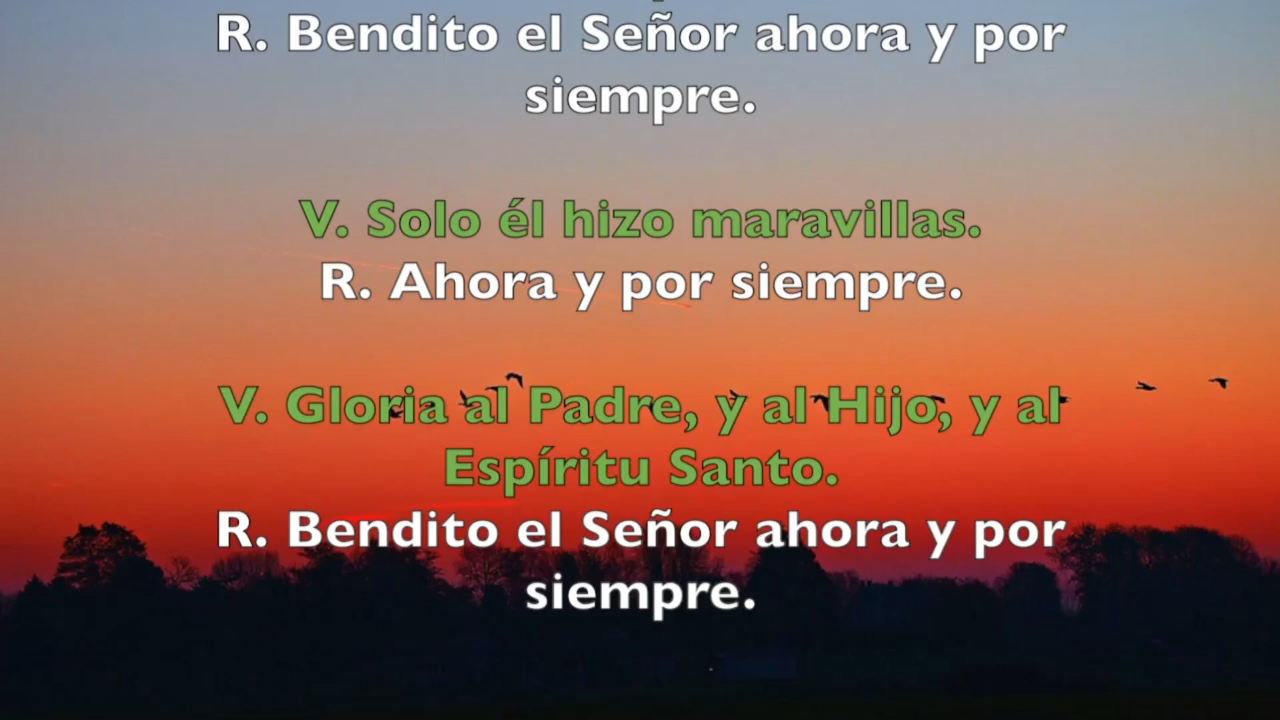 R. Bendito el Señor ahora y por
siempre.
V. Solo él hizo maravillas.
R. Ahora y por siempre.
V. Gloria al Padre, y al Hijo, y al
Espíritu Santo.
R. Bendito el Señor ahora y por
siempre.